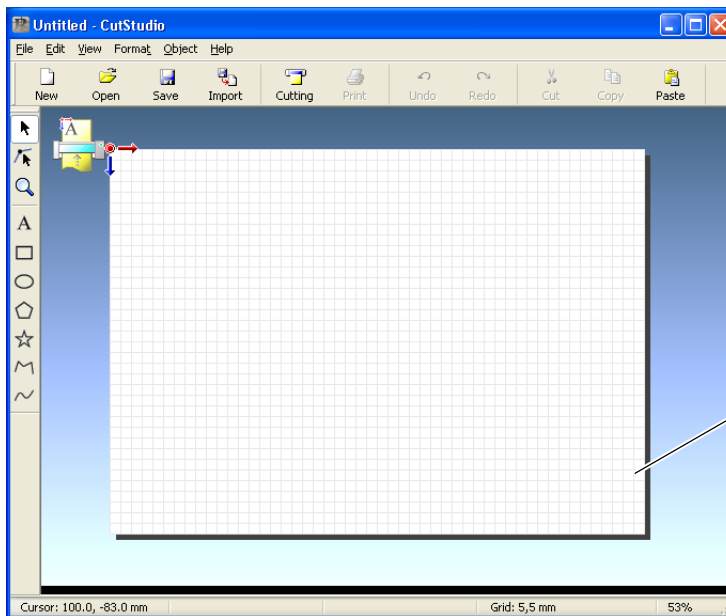 Untitled - CutStudio
File Edit View Format Object Help
New Open Save Import Cutting Print Undo Redo Cut Copy Paste
A
A
Cursor: 100.0, -83.0 mm Grid: 5,5 mm 53%